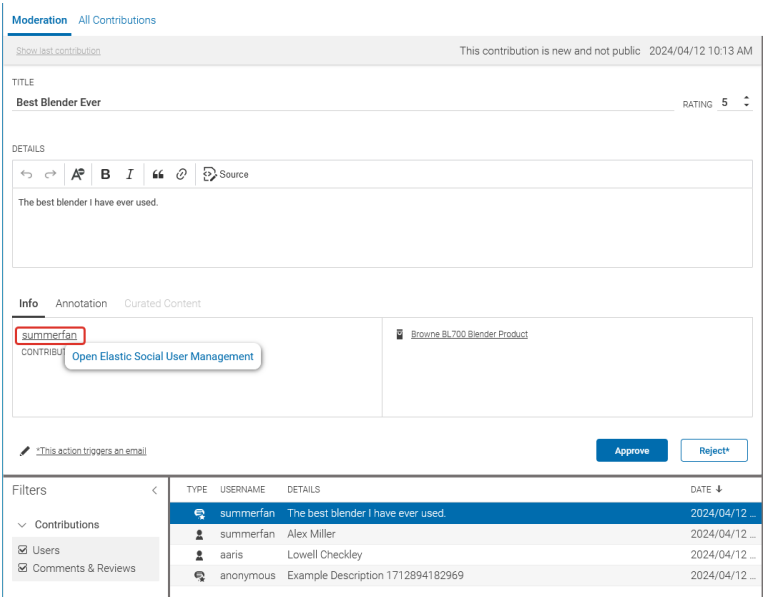 Moderation All Contributions
Show last contribution This contribution is new and not public 2024/04/12 10:13 AM
TITLE
Best Blender Ever RATING 5
DETAILS
Source
The best blender I have ever used.
Info Annotation Curated Content
summerfan Browne BL700 Blender Product
CONTRIBUT
Open Elastic Social User Management
*This action triggers an email Approve Reject*
Filters TYPE USERNAME DETAILS DATE
summerfan The best blender I have ever used. 2024/04/12 ...
Contributions summerfan Alex Miller 2024/04/12 ...
Users aaris Lowell Checkley 2024/04/12 ...
Comments & Reviews anonymous Example Description 1712894182969 2024/04/12 ...